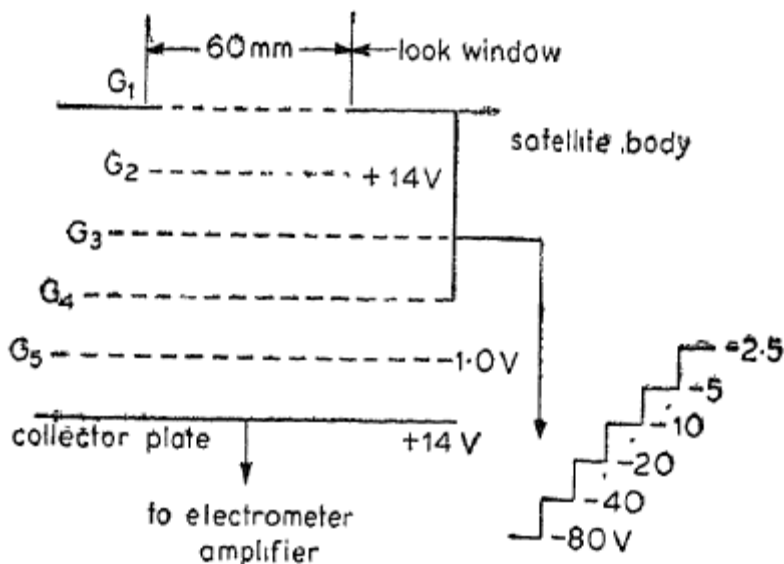 60mm
look window
G1
satellite body
G2
+14V
G3
G4
G5
-1.0V
-2.5
-5
-10
-20
-40
-80V
collector plate
+14V
to electrometer
amplifier